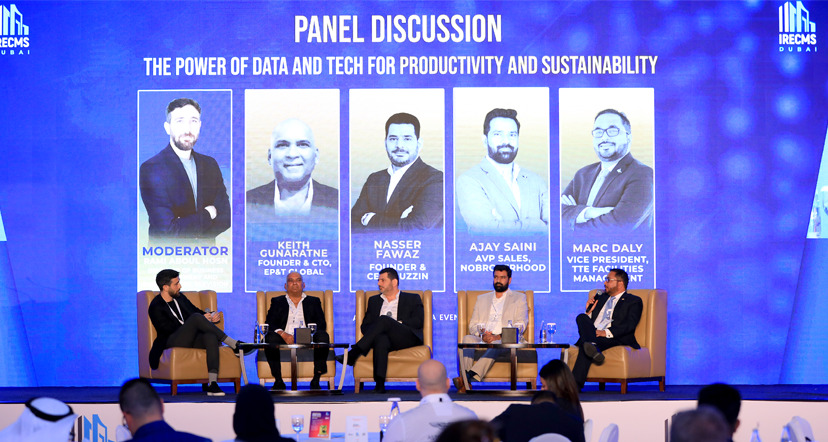 IRECMS
DUBAI
PANEL DISCUSSION
IRECMS
DUBAI
THE POWER OF DATA AND TECH FOR PRODUCTIVITY AND SUSTAINABILITY
MODERATOR
KEITH
GUNARATNE
FOUNDER & CTO,
EP&T GLOBAL
NASSER
FAWAZ
FOUNDER &
AJAY SAINI
AVP SALES,
MARC DALY
VICE PRESIDENT,
TTE FACILITIES